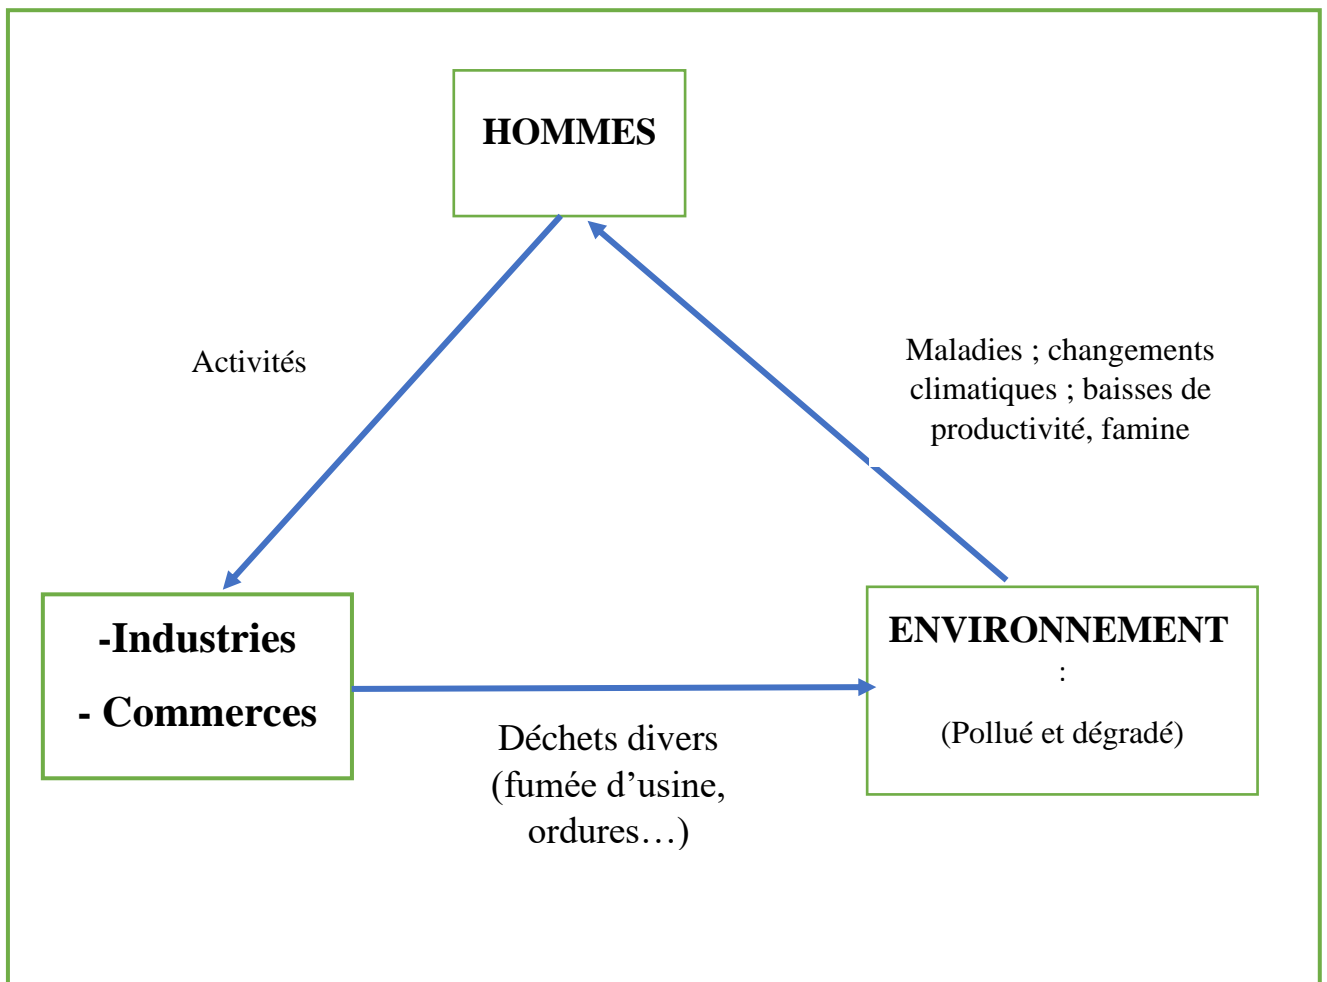 HOMMES
Activités
Maladies ; changements
climatiques ; baisses de
productivité, famine
-Industries
- Commerces
ENVIRONNEMENT
:
(Pollué et dégradé)
Déchets divers
(fumée d’usine,
ordures…)